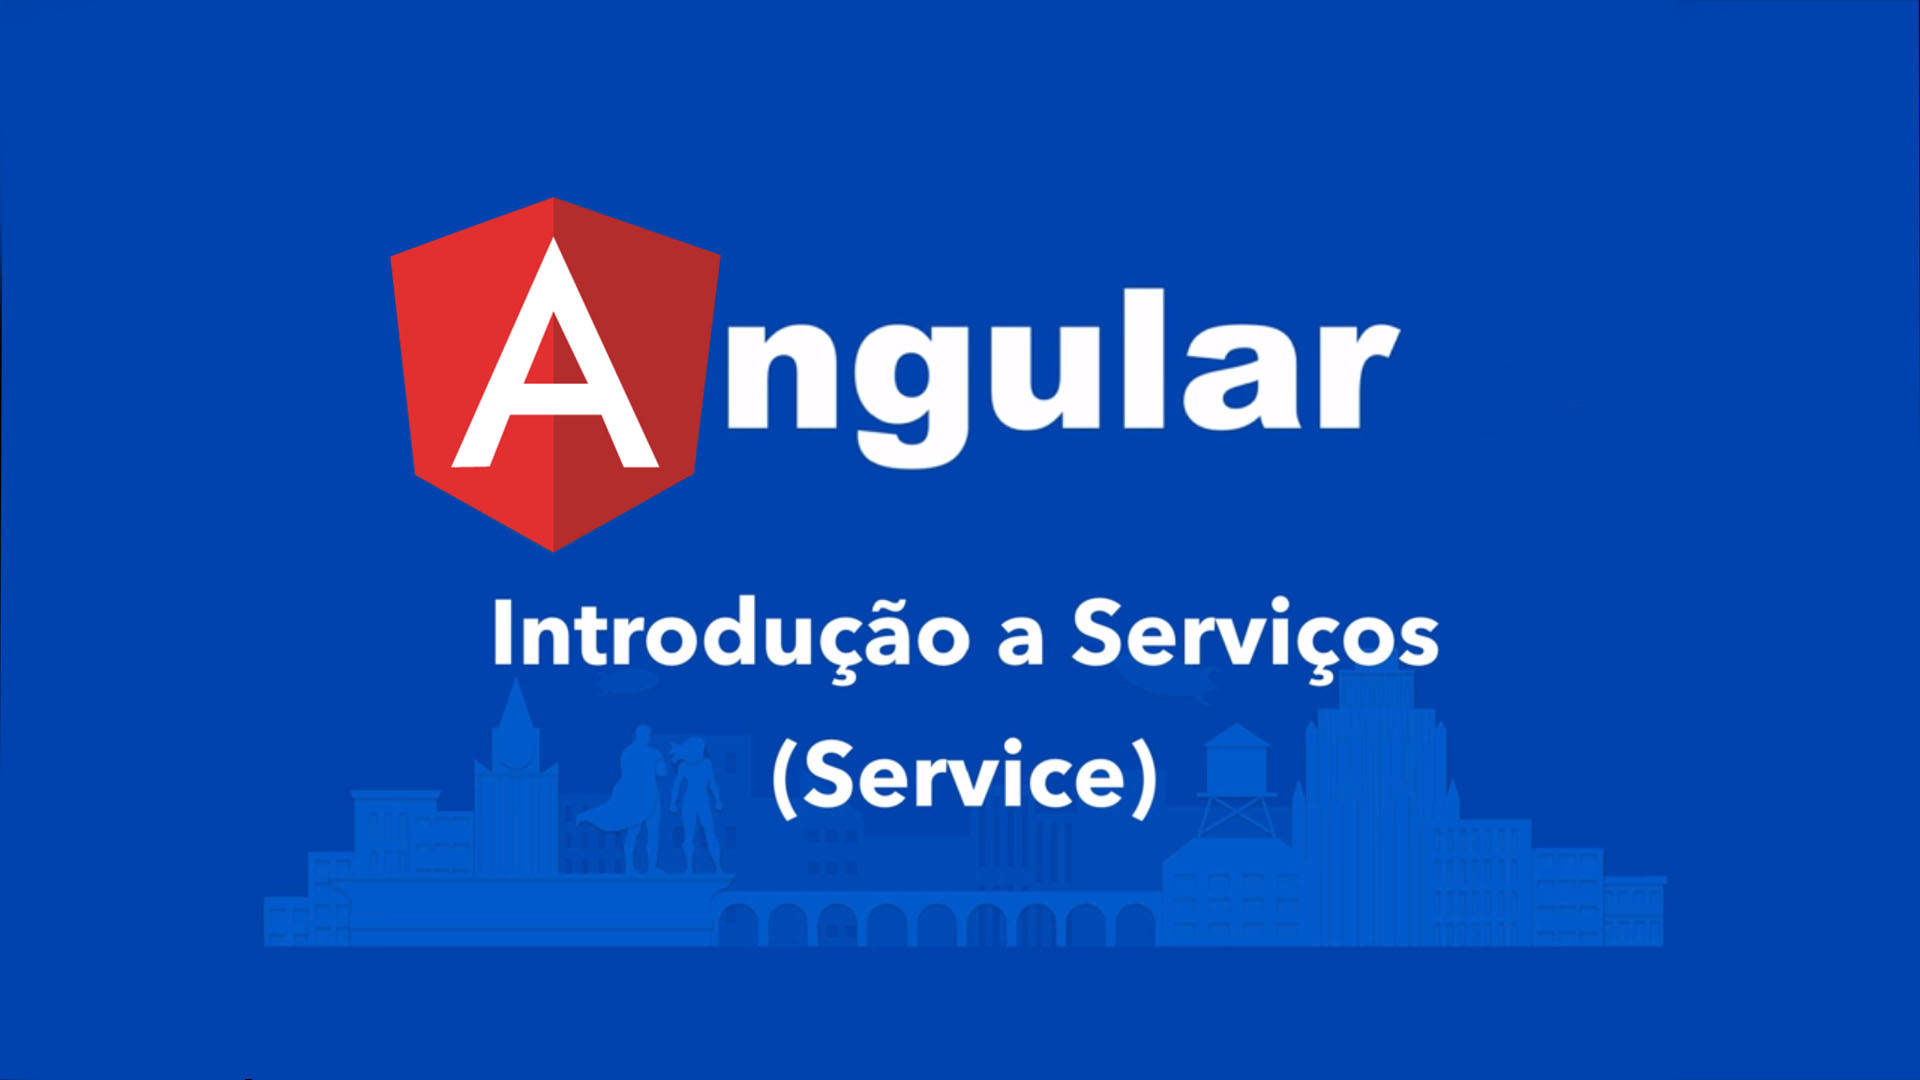 Angular
Introdução a Serviços
(Service)